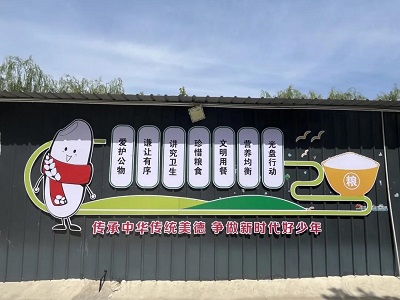 爱护公物
谦让有序
讲究卫生
珍惜粮食
文明用餐
营养均衡
光盘行动
粮
传承中华传统美德 争做新时代好少年